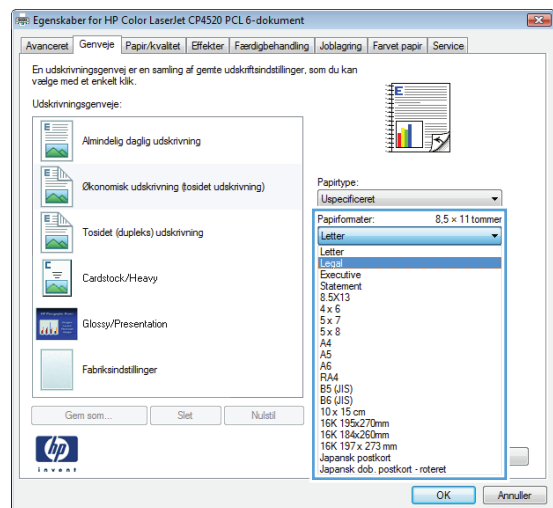 Egenskaber for HP Color LaserJet CP4520 PCL 6-dokument
Avanceret Genveje Papir/kvalitet Effekter Færdigbehandling Joblagring Farvet papir Service
En udskrivningsgenvej er en samling af gemte udskriftsindstillinger, som du kan
vælge med et enkelt klik.
Udskrivningsgenveje:
Almindelig daglig udskrivning
Økonomisk udskrivning (tosidet udskrivning)
Tosidet (dupleks) udskrivning
Cardstock/Heavy
Glossy/Presentation
Fabriksindstillinger
Gem som... Slet Nulstil
hp
invent
E
Papirtype:
Uspecificeret
Papirformater: 8,5 × 11 tommer
Letter
Letter
Legal
Executive
Statement
8.5X13
4 x 6
5 x 7
5 x 8
A4
A5
A6
RA4
B5 (JIS)
B6 (JIS)
10 x 15 cm
16K 195x270mm
16K 184x260mm
16K 197 x 273 mm
Japansk postkort
Japansk dob. postkort - roteret
OK Annuller